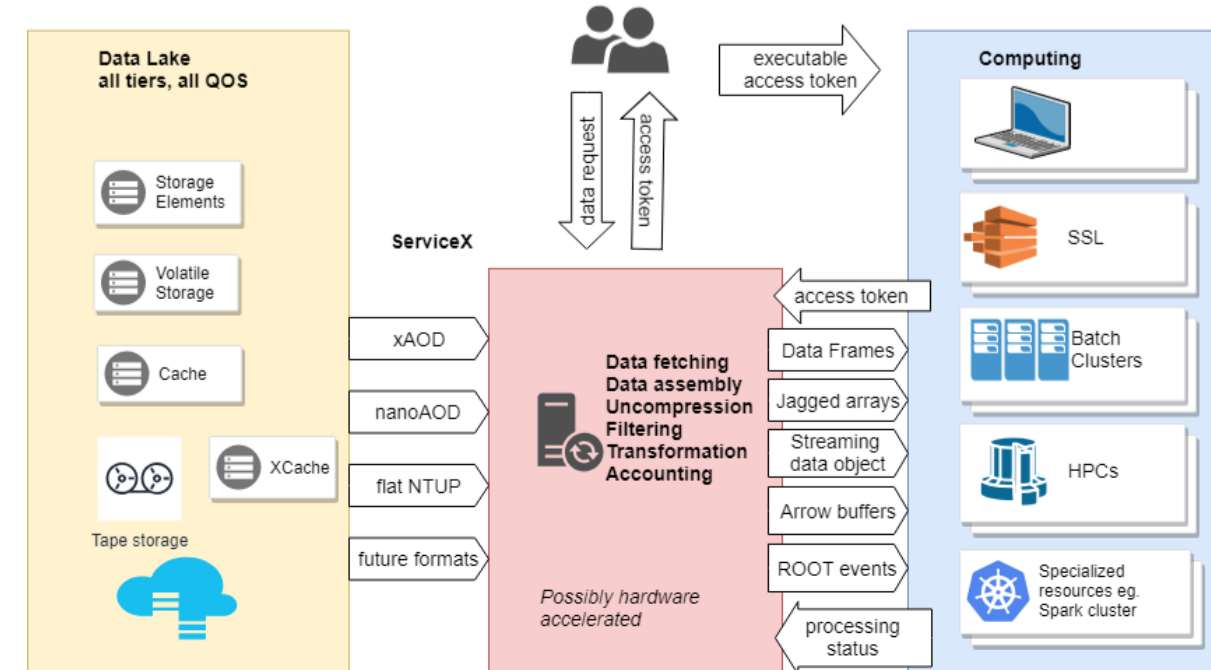 Data Lake
all tiers, all QOS
Storage
Elements
Volatile
Storage
Cache
XCache
Tape storage
ServiceX
xAOD
nanoAOD
flat NTUP
future formats
data request
access token
executable
access token
Data fetching
Data assembly
Uncompression
Filtering
Transformation
Accounting
Possibly hardware
accelerated
access token
Data Frames
Jagged arrays
Streaming
data object
Arrow buffers
ROOT events
processing
status
Computing
SSL
Batch
Clusters
HPCs
Specialized
resources eg.
Spark cluster